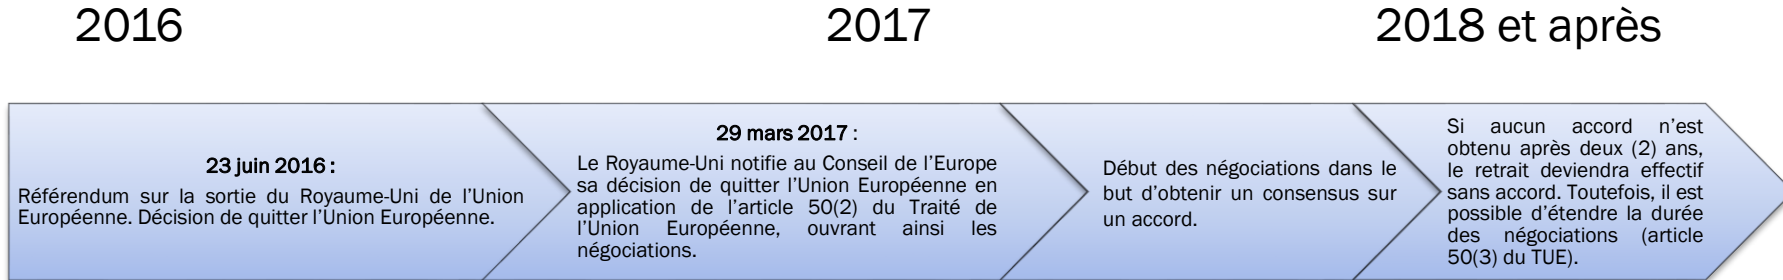 2016
2017
2018 et après
23 juin 2016 :
Référendum sur la sortie du Royaume-Uni de l’Union
Européenne. Décision de quitter l’Union Européenne.
29 mars 2017 :
Le Royaume-Uni notifie au Conseil de l’Europe
sa décision de quitter l’Union Européenne en
application de l’article 50(2) du Traité de
l’Union Européenne, ouvrant ainsi les
négociations.
Début des négociations dans le
but d’obtenir un consensus sur
un accord.
Si aucun accord n’est
obtenu après deux (2) ans,
le retrait deviendra effectif
sans accord. Toutefois, il est
possible d’étendre la durée
des négociations (article
50(3) du TUE).